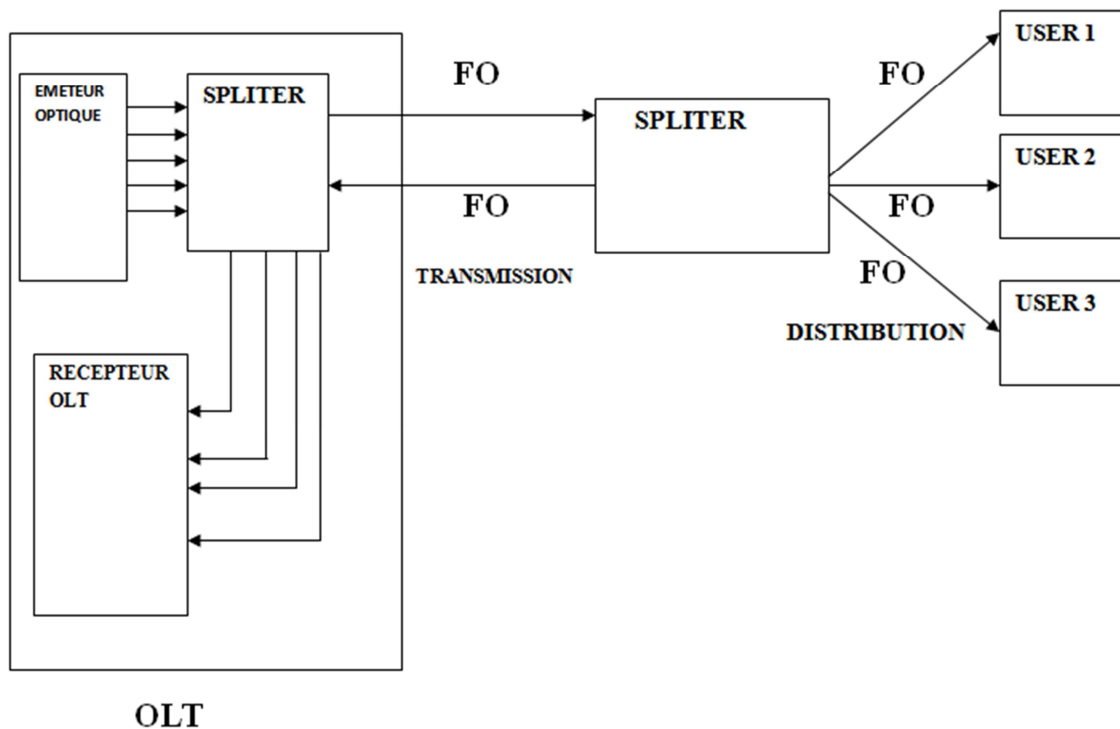 EMETEUR
OPTIQUE
SPLITER
RECEPTEUR
OLT
OLT
FO
FO
TRANSMISSION
SPLITER
FO
FO
FO
DISTRIBUTION
USER 1
USER 2
USER 3